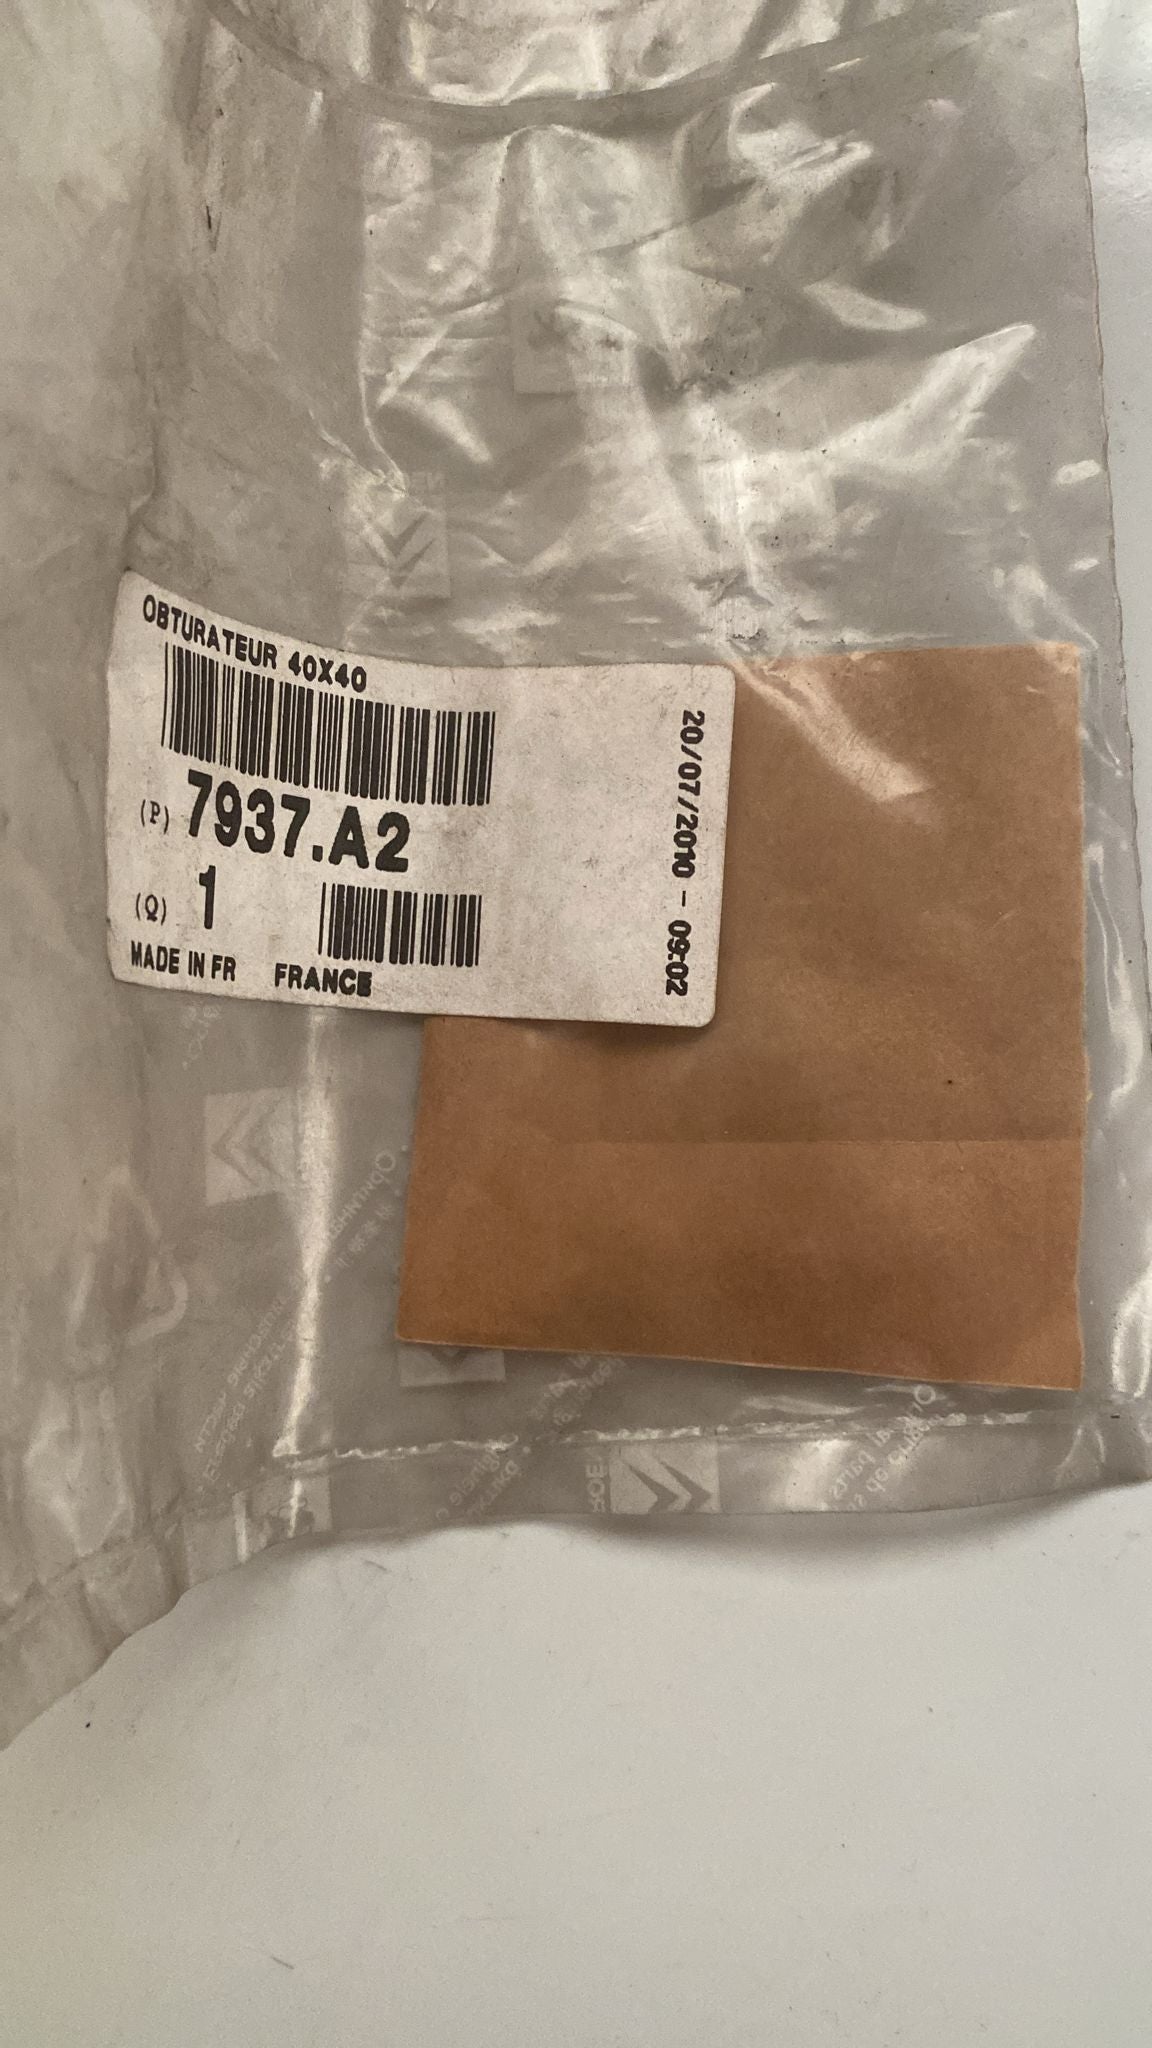 OBTURATEUR 40X40
(P) 7937.A2
(Q) 1
MADE IN FR FRANCE
20/07/2010 - 09:02